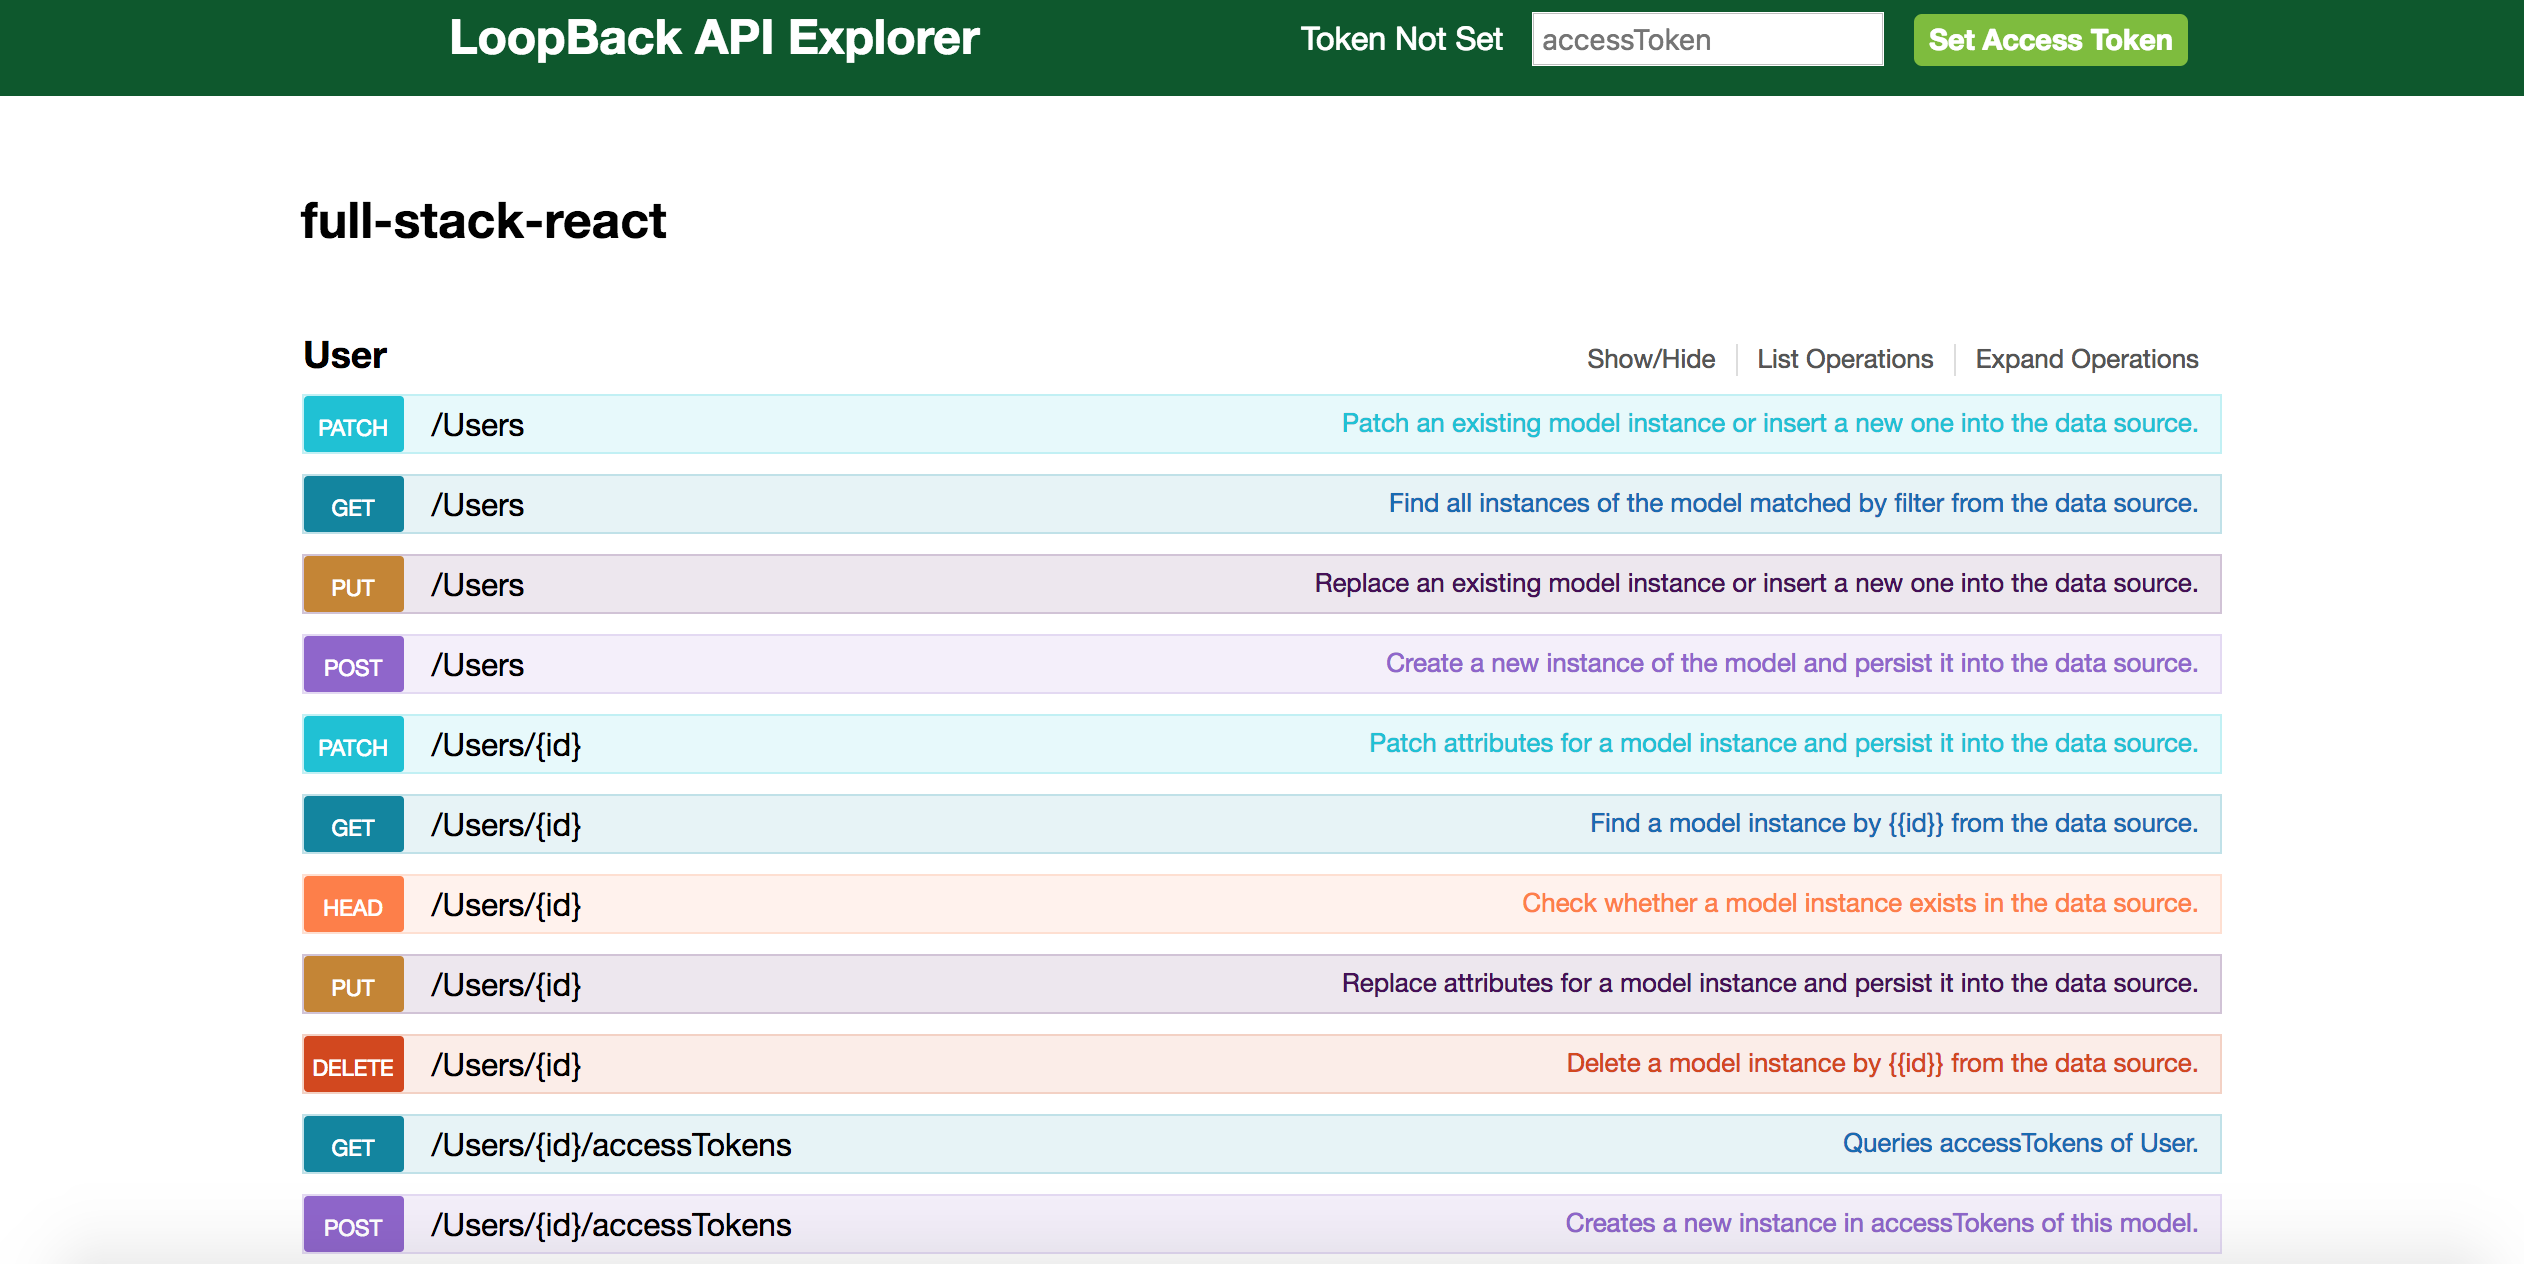 LoopBack API Explorer Token Not Set accessToken Set Access Token
full-stack-react
User Show/Hide List Operations Expand Operations
PATCH /Users Patch an existing model instance or insert a new one into the data source.
GET /Users Find all instances of the model matched by filter from the data source.
PUT /Users Replace an existing model instance or insert a new one into the data source.
POST /Users Create a new instance of the model and persist it into the data source.
PATCH /Users/{id} Patch attributes for a model instance and persist it into the data source.
GET /Users/{id} Find a model instance by {{id}} from the data source.
HEAD /Users/{id} Check whether a model instance exists in the data source.
PUT /Users/{id} Replace attributes for a model instance and persist it into the data source.
DELETE /Users/{id} Delete a model instance by {{id}} from the data source.
GET /Users/{id}/accessTokens Queries accessTokens of User.
POST /Users/{id}/accessTokens Creates a new instance in accessTokens of this model.